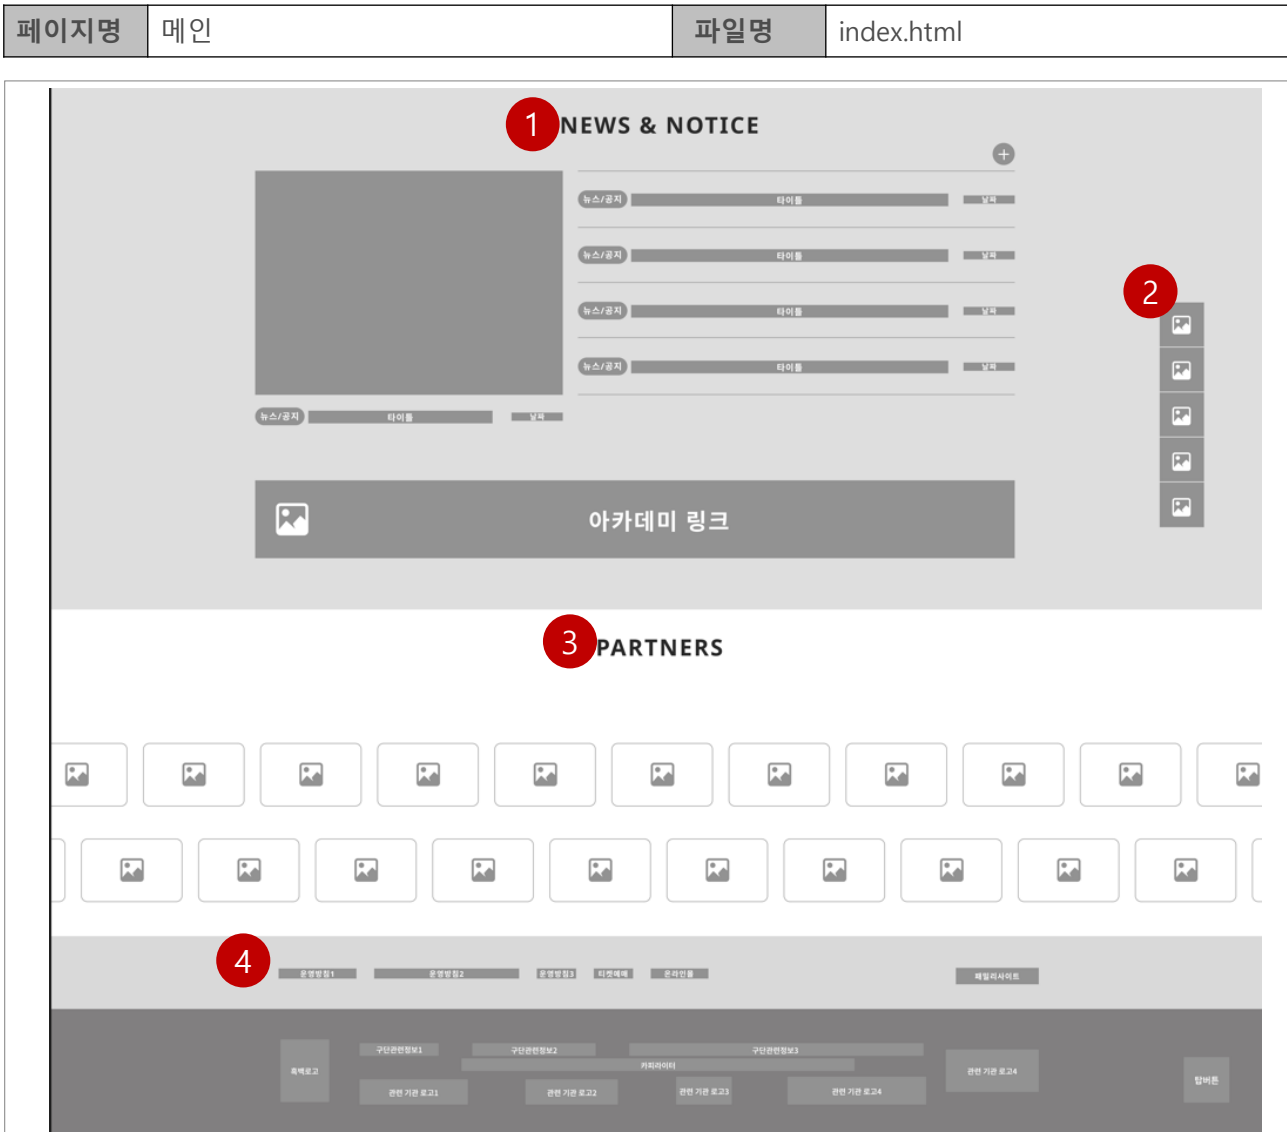 페이지명 메인 파일명 index.html
1 NEWS & NOTICE
+
뉴스/공지 타이틀 날짜
뉴스/공지 타이틀 날짜
뉴스/공지 타이틀 날짜
뉴스/공지 타이틀 날짜
뉴스/공지 타이틀 날짜
2
아카데미 링크
3 PARTNERS
4
운영방침1 운영방침2 운영방침3 티켓예매 온라인몰 패밀리사이트
흑백로고
구단관련정보1 구단관련정보2 구단관련정보3
카피라이터
관련 기관 로고1 관련 기관 로고2 관련 기관 로고3 관련 기관 로고4
관련 기관 로고4
탑버튼